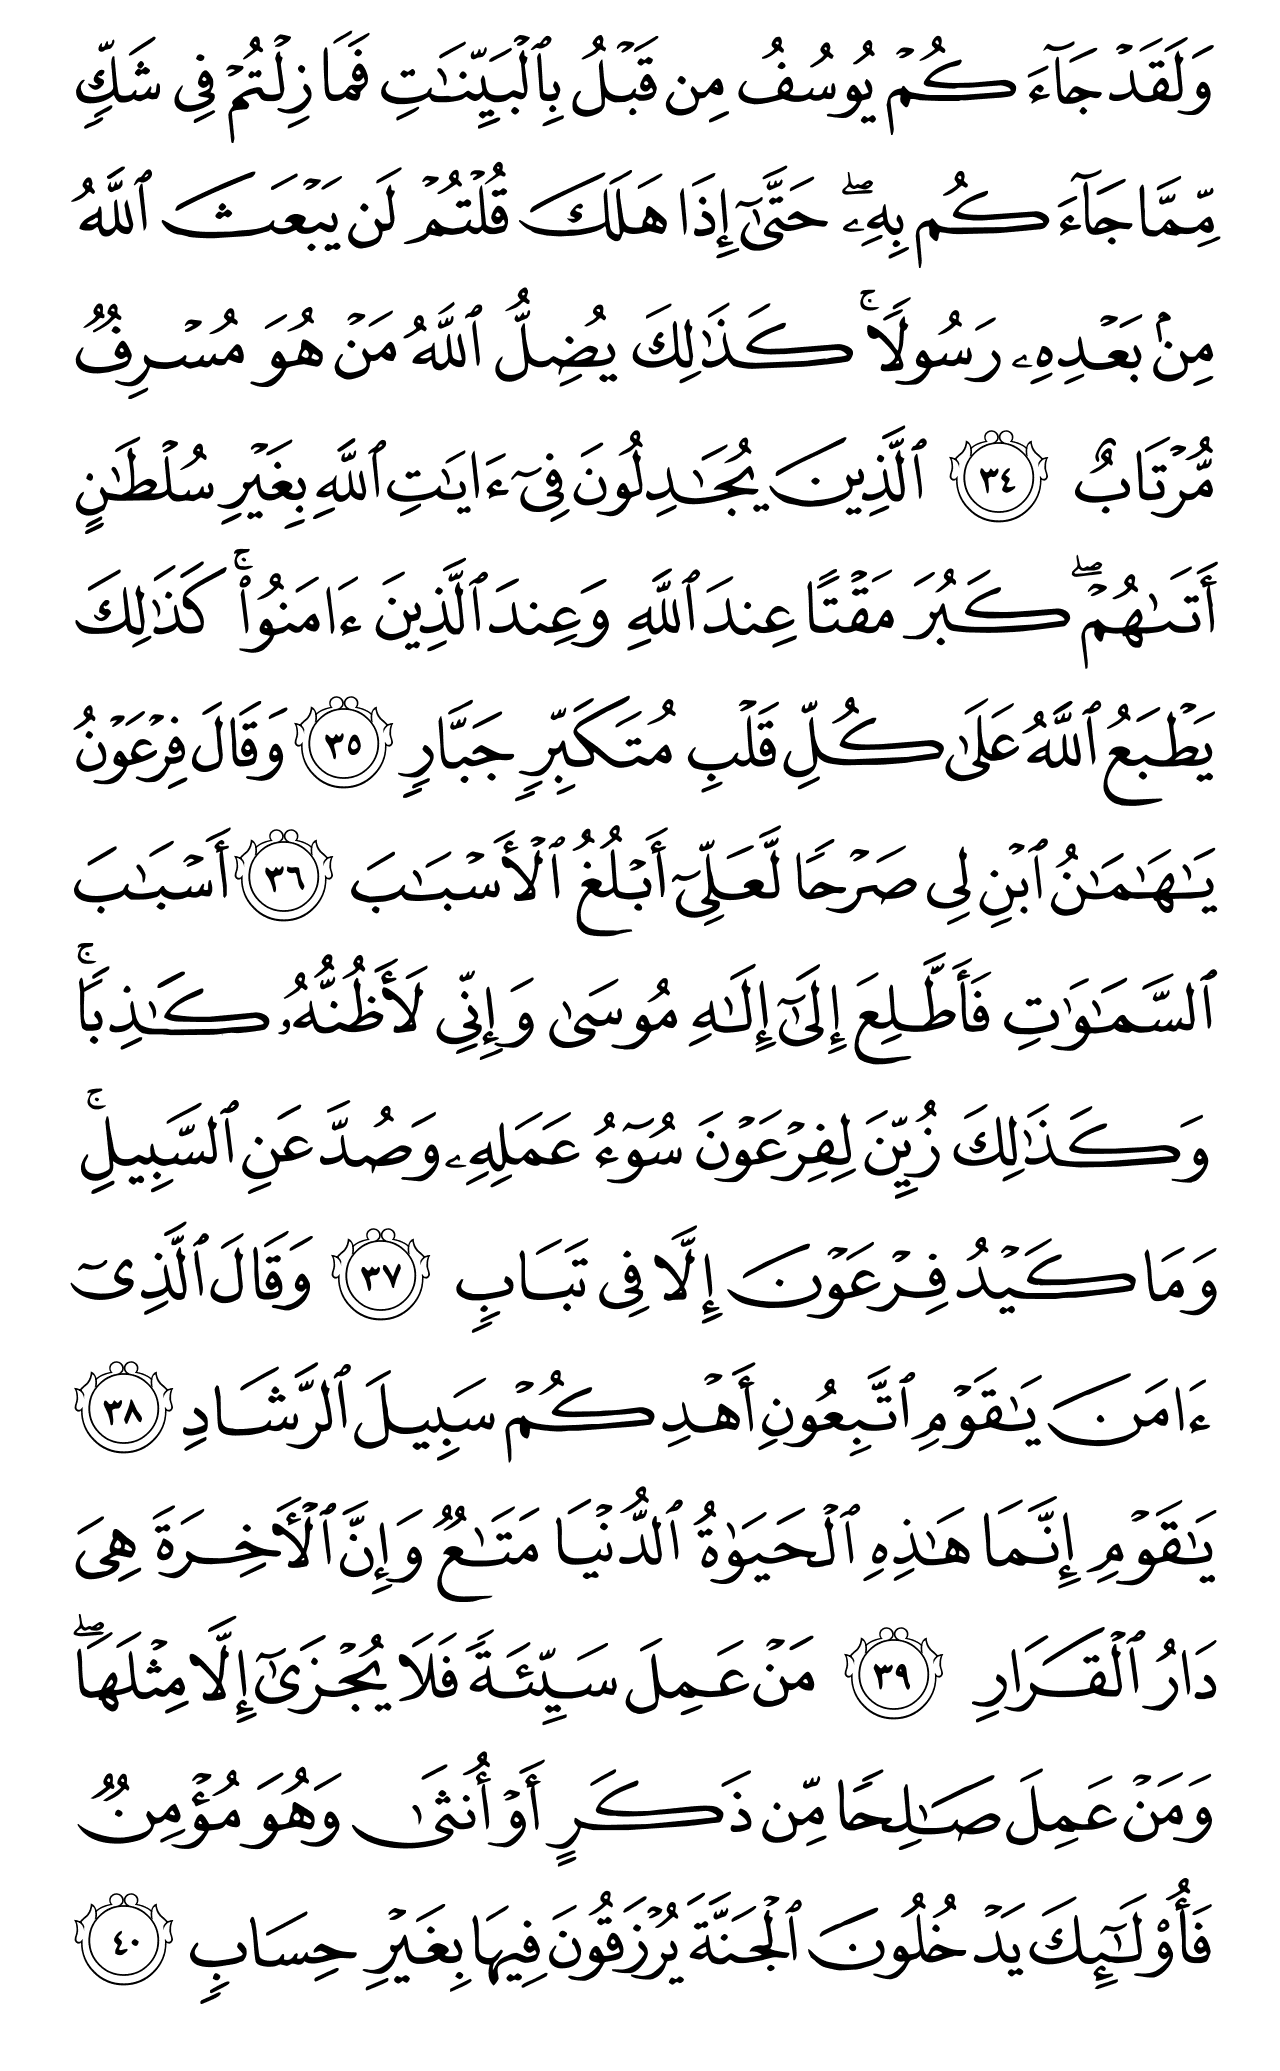 وَلَقَدْ جَآءَكُمْ يُوسُفُ مِن قَبْلُ بِٱلْبَيِّنَٰتِ فَمَا زِلْتُمْ فِى شَكٍّ
مِّمَّا جَآءَكُم بِهِۦ ۖ حَتَّىٰٓ إِذَا هَلَكَ قُلْتُمْ لَن يَبْعَثَ ٱللَّهُ
مِنۢ بَعْدِهِۦ رَسُولًا ۚ كَذَٰلِكَ يُضِلُّ ٱللَّهُ مَنْ هُوَ مُسْرِفٌ
مُّرْتَابٌ ٣٤ ٱلَّذِينَ يُجَٰدِلُونَ فِىٓ ءَايَٰتِ ٱللَّهِ بِغَيْرِ سُلْطَٰنٍ
أَتَىٰهُمْ ۖ كَبُرَ مَقْتًا عِندَ ٱللَّهِ وَعِندَ ٱلَّذِينَ ءَامَنُوا۟ ۚ كَذَٰلِكَ
يَطْبَعُ ٱللَّهُ عَلَىٰ كُلِّ قَلْبِ مُتَكَبِّرٍ جَبَّارٍ ٣٥ وَقَالَ فِرْعَوْنُ
يَٰهَٰمَٰنُ ٱبْنِ لِى صَرْحًا لَّعَلِّىٓ أَبْلُغُ ٱلْأَسْبَٰبَ ٣٦ أَسْبَٰبَ
ٱلسَّمَٰوَٰتِ فَأَطَّلِعَ إِلَىٰٓ إِلَٰهِ مُوسَىٰ وَإِنِّى لَأَظُنُّهُۥ كَٰذِبًا ۚ
وَكَذَٰلِكَ زُيِّنَ لِفِرْعَوْنَ سُوٓءُ عَمَلِهِۦ وَصُدَّ عَنِ ٱلسَّبِيلِ ۚ
وَمَا كَيْدُ فِرْعَوْنَ إِلَّا فِى تَبَابٍ ٣٧ وَقَالَ ٱلَّذِىٓ
ءَامَنَ يَٰقَوْمِ ٱتَّبِعُونِ أَهْدِكُمْ سَبِيلَ ٱلرَّشَادِ ٣٨
يَٰقَوْمِ إِنَّمَا هَٰذِهِ ٱلْحَيَوٰةُ ٱلدُّنْيَا مَتَٰعٌ وَإِنَّ ٱلْـَٔاخِرَةَ هِىَ
دَارُ ٱلْقَرَارِ ٣٩ مَنْ عَمِلَ سَيِّئَةً فَلَا يُجْزَىٰٓ إِلَّا مِثْلَهَا ۖ
وَمَنْ عَمِلَ صَٰلِحًا مِّن ذَكَرٍ أَوْ أُنثَىٰ وَهُوَ مُؤْمِنٌ
فَأُو۟لَٰٓئِكَ يَدْخُلُونَ ٱلْجَنَّةَ يُرْزَقُونَ فِيهَا بِغَيْرِ حِسَابٍ ٤٠